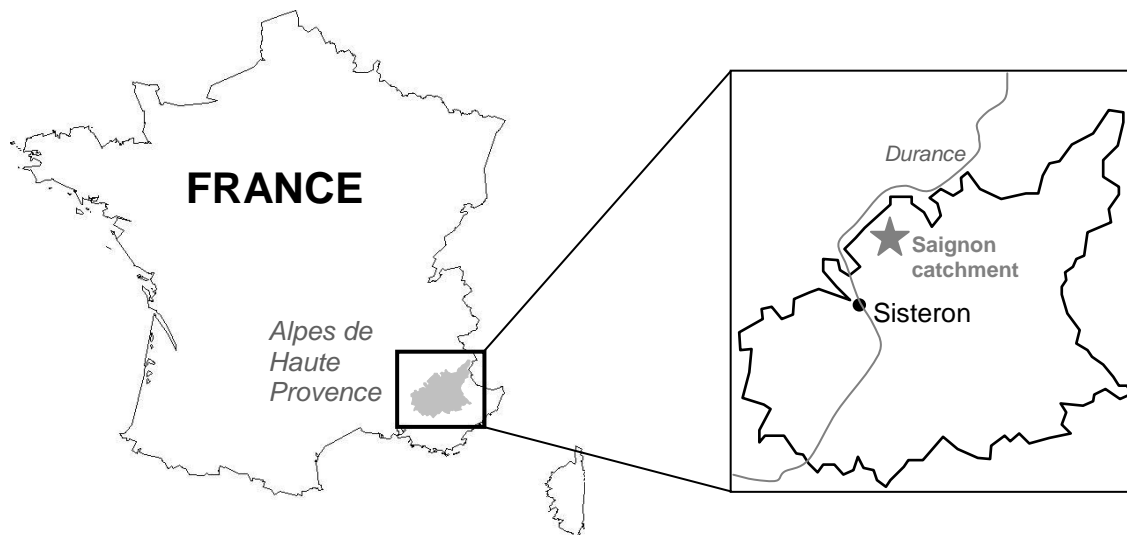 FRANCE
Alpes de
Haute
Provence
Durance
Saignon
catchment
Sisteron